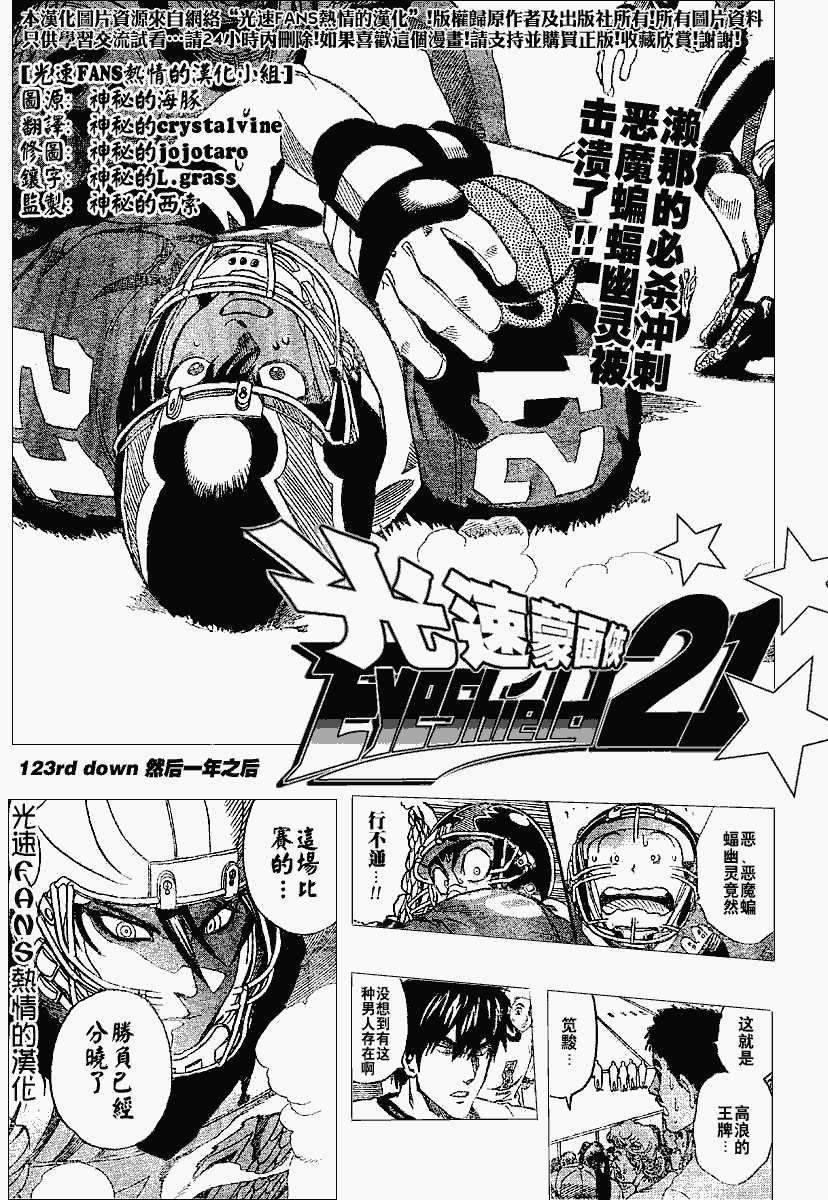 本漢化圖片資源來自網絡“光速FANS熱情的漢化”!版權歸原作者及出版社所有!所有圖片資料
只供學習交流試看…請24小時內刪除!如果喜歡這個漫畫!請支持並購買正版!收藏欣賞!謝謝!
[光速FANS熱情的漢化小組]
圖源: 神秘的海豚
翻譯: 神秘的crystalvine
修圖: 神秘的jojotaro
鑲字: 神秘的L.grass
監製: 神秘的西索
濑那的必杀冲刺
恶魔蝙蝠幽灵被
击溃了!!
21
21
光速蒙面俠
Eyeshield 21
123rd down 然后一年之后
恶、恶魔蝙
蝠幽灵竟然
行不通…!!
這場比
賽的…
勝負已經
分曉了
光速FANS熱情的漢化
这就是
高浪的
王牌…
笕駿…
没想到有这
种男人存在啊